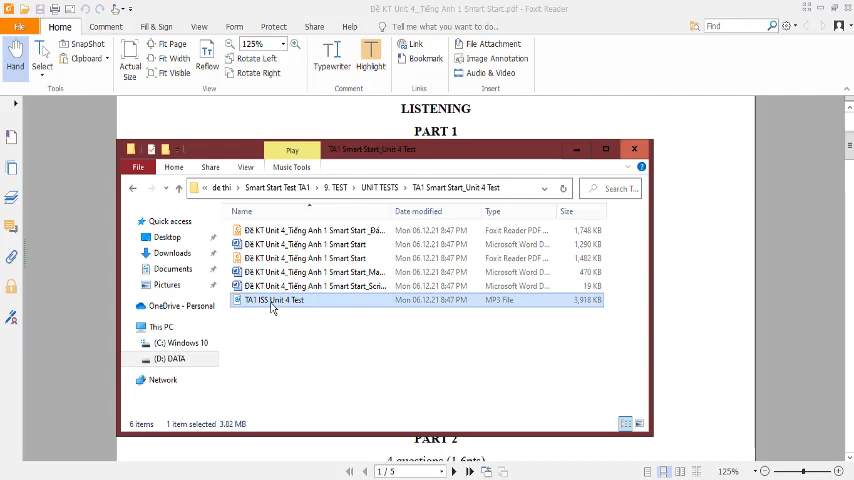 Đề KT Unit 4_Tiếng Anh 1 Smart Start.pdf - Foxit Reader
File Home Comment Fill & Sign View Form Protect Share Help Tell me what you want to do... Find
Hand
Select
SnapShot
Clipboard
Tools
Actual Size
Fit Page
Fit Width
Fit Visible
Reflow
125%
Rotate Left
Rotate Right
View
Typewriter
Highlight
Comment
Link
Bookmark
File Attachment
Image Annotation
Audio & Video
Insert
LISTENING
PART 1
Play TA1 Smart Start_Unit 4 Test
File Home Share View Music Tools
« de thi › Smart Start Test TA1 › 9. TEST › UNIT TESTS › TA1 Smart Start_Unit 4 Test Search T...
Name Date modified Type Size
Quick access
Desktop
Downloads
Documents
Pictures
OneDrive - Personal
This PC
(C:) Windows 10
(D:) DATA
Network
Đề KT Unit 4_Tiếng Anh 1 Smart Start _Đá... Mon 06.12.21 8:47 PM Foxit Reader PDF ... 1,748 KB
Đề KT Unit 4_Tiếng Anh 1 Smart Start Mon 06.12.21 8:47 PM Microsoft Word D... 1,290 KB
Đề KT Unit 4_Tiếng Anh 1 Smart Start Mon 06.12.21 8:47 PM Foxit Reader PDF ... 1,482 KB
Đề KT Unit 4_Tiếng Anh 1 Smart Start_Ma... Mon 06.12.21 8:47 PM Microsoft Word D... 470 KB
Đề KT Unit 4_Tiếng Anh 1 Smart Start_Scri... Mon 06.12.21 8:47 PM Microsoft Word D... 19 KB
TA1 ISS Unit 4 Test Mon 06.12.21 8:47 PM MP3 File 3,918 KB
6 items 1 item selected 3.82 MB
PART 2
4 questions (1.6pts)
1 / 5 125%